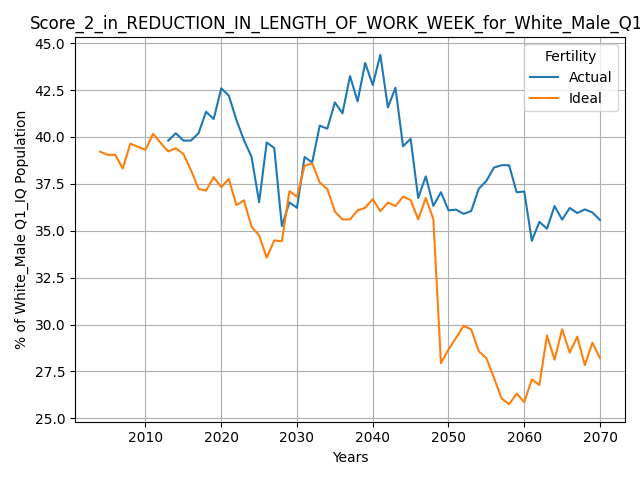 Score_2_in_REDUCTION_IN_LENGTH_OF_WORK_WEEK_for_White_Male_Q1
Fertility
Actual
Ideal
45.0
42.5
40.0
37.5
35.0
32.5
30.0
27.5
25.0
% of White_Male Q1_IQ Population
2010 2020 2030 2040 2050 2060 2070
Years